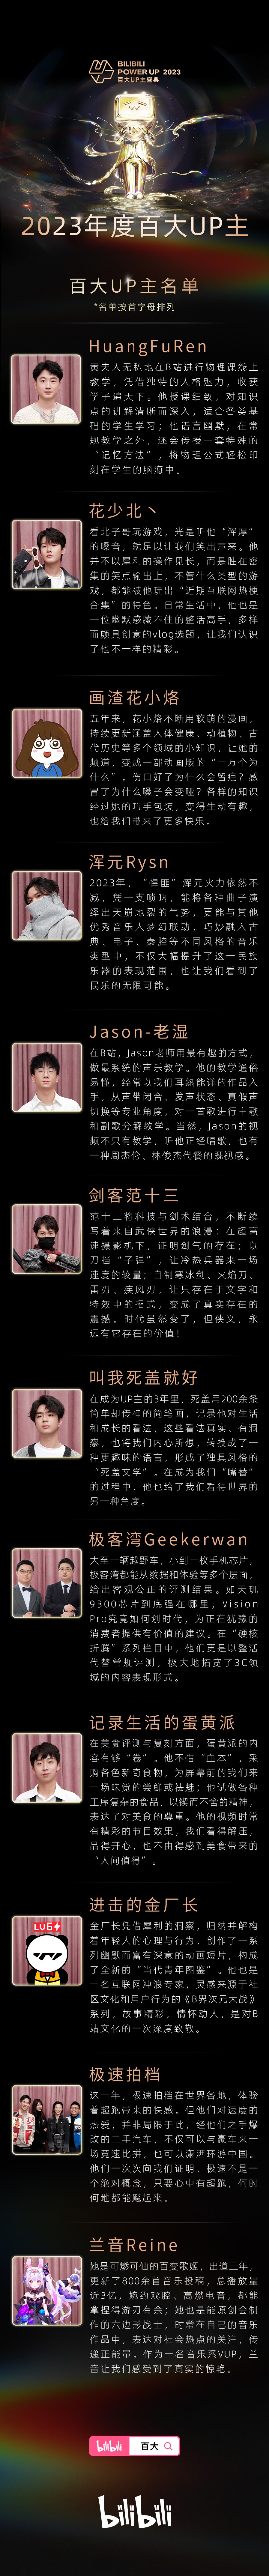 BILIBILI
POWER UP 2023
百大UP主盛典
2023年度百大UP主
百大UP主名单
*名单按首字母排列
HuangFuRen
黄夫人无私地在B站进行物理课线上
教学，凭借独特的人格魅力，收获
学子遍天下。他授课细致，对知识
点的讲解清晰而深入，适合各类基
础的学生学习；他语言幽默，在常
规教学之外，还会传授一套特殊的
“记忆方法”，将物理公式轻松印
刻在学生的脑海中。
花少北丶
看北子哥玩游戏，光是听他“浑厚”
的嗓音，就足以让我们笑出声来。他
并不以犀利的操作见长，而是胜在密
集的笑点输出上，不管什么类型的游
戏，都能被他玩出“近期互联网热梗
合集”的特色。日常生活中，他也是
一位幽默感藏不住的整活高手，多样
而颇具创意的vlog选题，让我们认识
了他不一样的精彩。
画渣花小烙
五年来，花小烙不断用软萌的漫画，
持续更新涵盖人体健康、动植物、古
代历史等多个领域的小知识，让她的
频道，变成一部动画版的“十万个为
什么”。伤口好了为什么会留疤？感
冒了为什么嗓子会变哑？各样的知识
经过她的巧手包装，变得生动有趣，
也给我们带来了更多快乐。
浑元Rysn
2023年，“悍匪”浑元火力依然不
减，凭一支唢呐，能将各种曲子演
绎出天崩地裂的气势，更能与其他
优秀音乐人梦幻联动，巧妙融入古
典、电子、秦腔等不同风格的音乐
类型中，不仅大幅提升了这一民族
乐器的表现范围，也让我们看到了
民乐的无限可能。
Jason-老湿
在B站，Jason老师用最有趣的方式，
做最系统的声乐教学。他的教学通俗
易懂，经常以我们耳熟能详的作品入
手，从声带闭合、发声状态、真假声
切换等专业角度，对一首歌进行主歌
和副歌分解教学。当然，Jason的视
频不只有教学，听他正经唱歌，也有
一种周杰伦、林俊杰代餐的既视感。
剑客范十三
范十三将科技与剑术结合，不断续
写着来自武侠世界的浪漫：在超高
速摄影机下，证明剑气的存在；以
刀挡“子弹”，让冷热兵器来一场
速度的较量；自制寒冰剑、火焰刀、
雷刃、疾风刃，让只存在于文字和
特效中的招式，变成了真实存在的
震撼。时代虽然变了，但侠义，永
远有它存在的价值！
叫我死盖就好
在成为UP主的3年里，死盖用200余条
简单却传神的简笔画，记录他对生活
和成长的看法，这些看法真实、有洞
察，也将我们内心所想，转换成了一
种更趣味的语言，形成了独具风格的
“死盖文学”。在成为我们“嘴替”
的过程中，他也给了我们看待世界的
另一种角度。
极客湾Geekerwan
大至一辆越野车，小到一枚手机芯片，
极客湾都能从数据和体验等多个层面，
给出客观公正的评测结果。如天玑
9300芯片到底强在哪里，Vision
Pro究竟如何划时代，为正在犹豫的
消费者提供有价值的建议。在“硬核
折腾”系列栏目中，他们更是以整活
代替常规评测，极大地拓宽了3C领
域的内容表现形式。
记录生活的蛋黄派
在美食评测与复刻方面，蛋黄派的内
容有够“卷”。他不惜“血本”，采
购各色新奇食物，为屏幕前的我们来
一场味觉的尝鲜或祛魅；他试做各种
工序复杂的食品，以锲而不舍的精神，
表达了对美食的尊重。他的视频时常
有精彩的节目效果，我们看得解压，
品得开心，也不由得感到美食带来的
“人间值得”。
进击的金厂长
金厂长凭借犀利的洞察，归纳并解构
着年轻人的心理与行为，创作了一系
列幽默而富有深意的动画短片，构成
了全新的“当代青年图鉴”。他也是
一名互联网冲浪专家，灵感来源于社
区文化和用户行为的《B界次元大战》
系列，故事精彩，情怀动人，是对B
站文化的一次深度致敬。
极速拍档
这一年，极速拍档在世界各地，体验
着超跑带来的快感。但他们对速度的
热爱，并非局限于此，经他们之手爆
改的二手汽车，不仅可以与豪车来一
场竞速比拼，也可以潇洒环游中国。
他们一次次向我们证明，极速不是一
个绝对概念，只要心中有超跑，何时
何地都能飚起来。
兰音Reine
她是可燃可仙的百变歌姬，出道三年，
更新了800余首音乐投稿，总播放量
近3亿，婉约戏腔、高燃电音，都能
拿捏得游刃有余；她也是能原创会制
作的六边形战士，时常在自己的音乐
作品中，表达对社会热点的关注，传
递正能量。作为一名音乐系VUP，兰
音让我们感受到了真实的惊艳。
bilibili 百大
bilibili